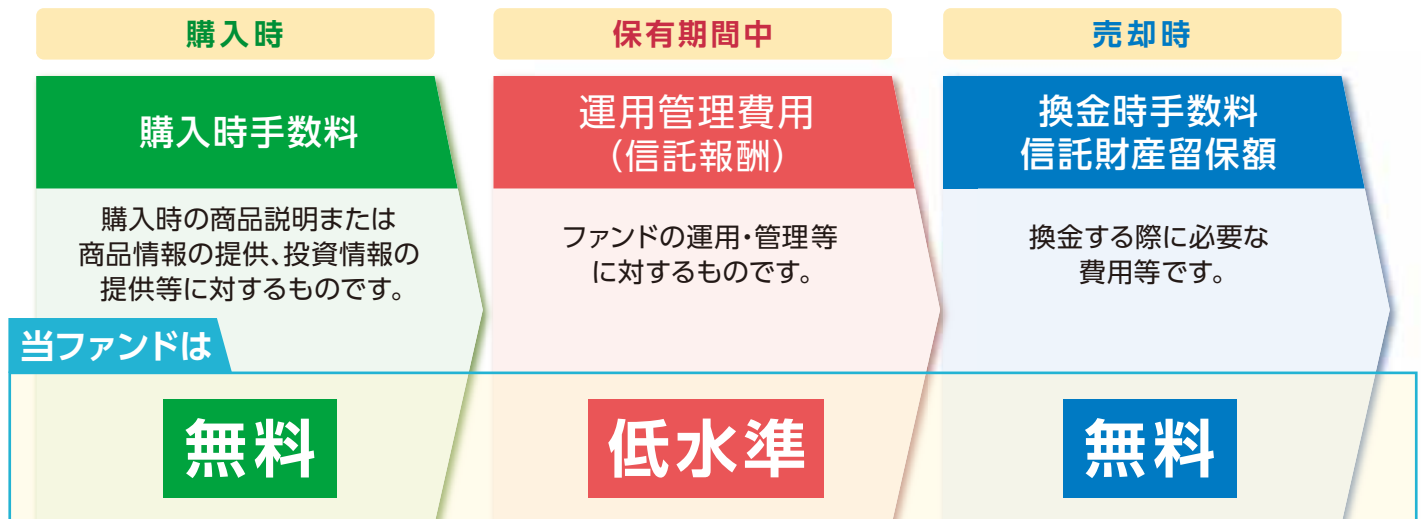 購入時
保有期間中
売却時
購入時手数料
運用管理費用
(信託報酬)
換金時手数料
信託財産留保額
購入時の商品説明または
商品情報の提供、投資情報の
提供等に対するものです。
ファンドの運用・管理等
に対するものです。
換金する際に必要な
費用等です。
当ファンドは
無料
低水準
無料